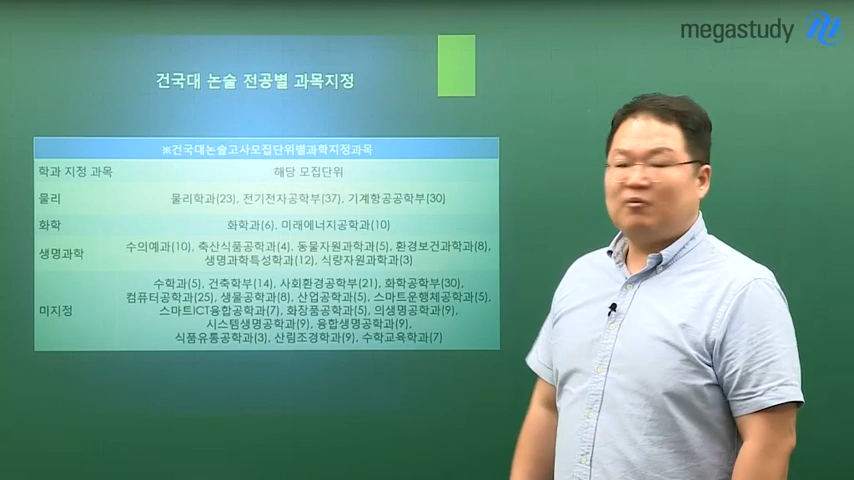 megastudy
건국대 논술 전공별 과목지정
※건국대논술고사모집단위별과학지정과목
학과 지정 과목 해당 모집단위
물리 물리학과(23), 전기전자공학부(37), 기계항공공학부(30)
화학 화학과(6), 미래에너지공학과(10)
생명과학 수의예과(10), 축산식품공학과(4), 동물자원과학과(5), 환경보건과학과(8),
생명과학특성학과(12), 식량자원과학과(3)
미지정 수학과(5), 건축학부(14), 사회환경공학부(21), 화학공학부(30),
컴퓨터공학과(25), 생물공학과(8), 산업공학과(5), 스마트운행체공학과(5),
스마트ICT융합공학과(7), 화장품공학과(5), 의생명공학과(9),
시스템생명공학과(9), 융합생명공학과(9),
식품유통공학과(3), 산림조경학과(9), 수학교육학과(7)